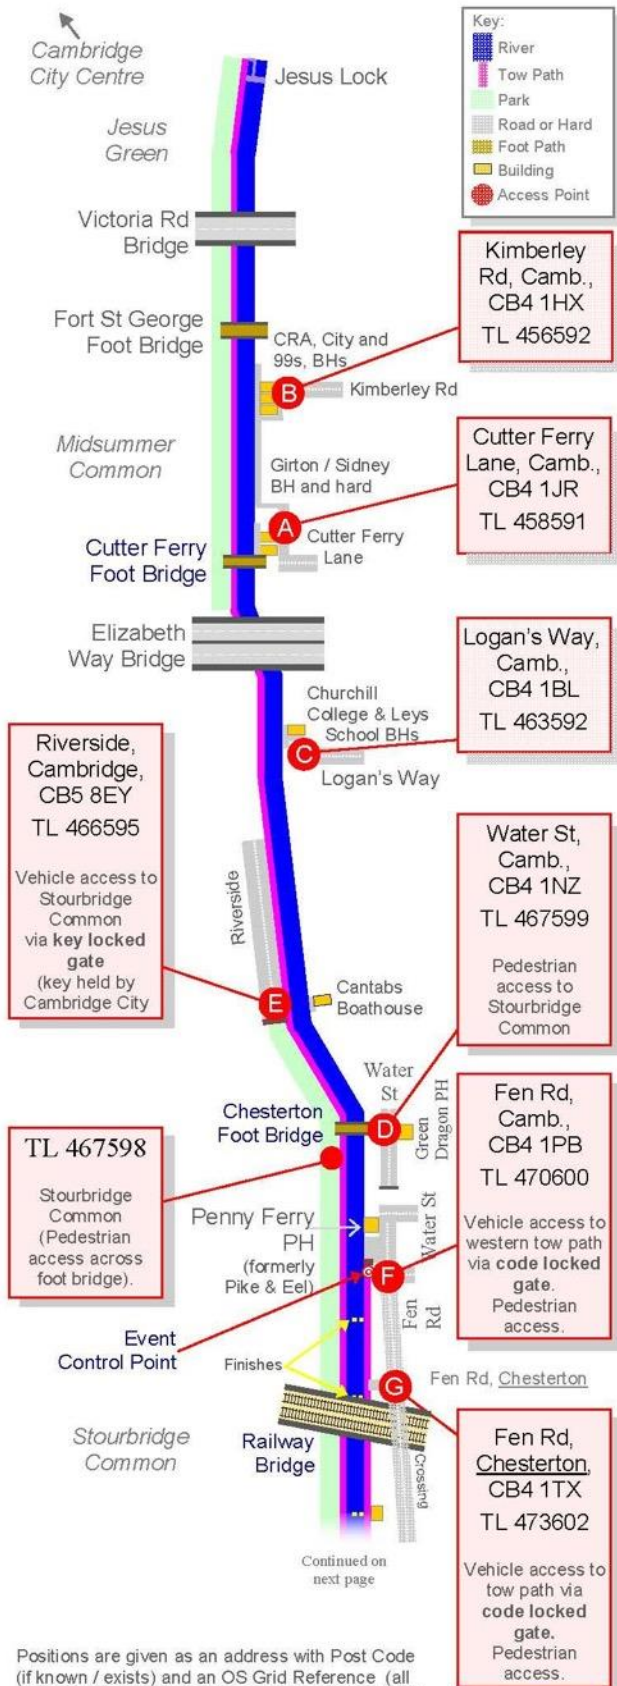 Cambridge
City Centre
Jesus Lock
Jesus
Green
Key:
River
Tow Path
Park
Road or Hard
Foot Path
Building
Access Point
Victoria Rd
Bridge
Kimberley
Rd, Camb.,
CB4 1HX
TL 456592
Fort St George
Foot Bridge
CRA, City and
99s, BHs
B
Kimberley Rd
Midsummer
Common
Girton / Sidney
BH and hard
Cutter Ferry
Lane, Camb.,
CB4 1JR
TL 458591
A
Cutter Ferry
Lane
Cutter Ferry
Foot Bridge
Elizabeth
Way Bridge
Logan's Way,
Camb.,
CB4 1BL
TL 463592
Churchill
College & Leys
School BHs
C
Logan's Way
Riverside,
Cambridge,
CB5 8EY
TL 466595
Vehicle access to
Stourbridge
Common
via key locked
gate
(key held by
Cambridge City
Riverside
E
Cantabs
Boathouse
Water St,
Camb.,
CB4 1NZ
TL 467599
Pedestrian
access to
Stourbridge
Common
Water
St
Chesterton
Foot Bridge
D
Green
Dragon PH
TL 467598
Stourbridge
Common
(Pedestrian
access across
foot bridge).
Fen Rd,
Camb.,
CB4 1PB
TL 470600
Vehicle access to
western tow path
via code locked
gate.
Pedestrian
access.
Penny Ferry
PH
(formerly
Pike & Eel)
Water St
F
Fen
Rd
Event
Control Point
Finishes
G
Fen Rd, Chesterton
Stourbridge
Common
Railway
Bridge
Crossing
Fen Rd,
Chesterton,
CB4 1TX
TL 473602
Vehicle access to
tow path via
code locked
gate.
Pedestrian
access.
Continued on
next page
Positions are given as an address with Post Code
(if known / exists) and an OS Grid Reference (all